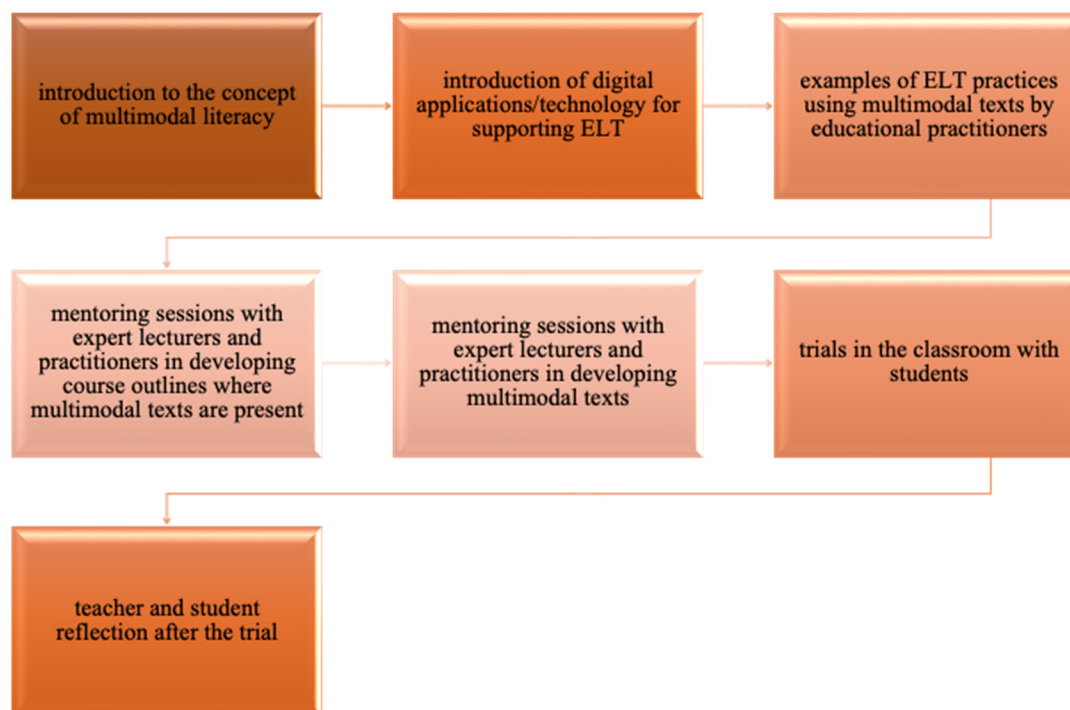 introduction to the concept
of multimodal literacy
introduction of digital
applications/technology for
supporting ELT
examples of ELT practices
using multimodal texts by
educational practitioners
mentoring sessions with
expert lecturers and
practitioners in developing
course outlines where
multimodal texts are present
mentoring sessions with
expert lecturers and
practitioners in developing
multimodal texts
trials in the classroom with
students
teacher and student
reflection after the trial